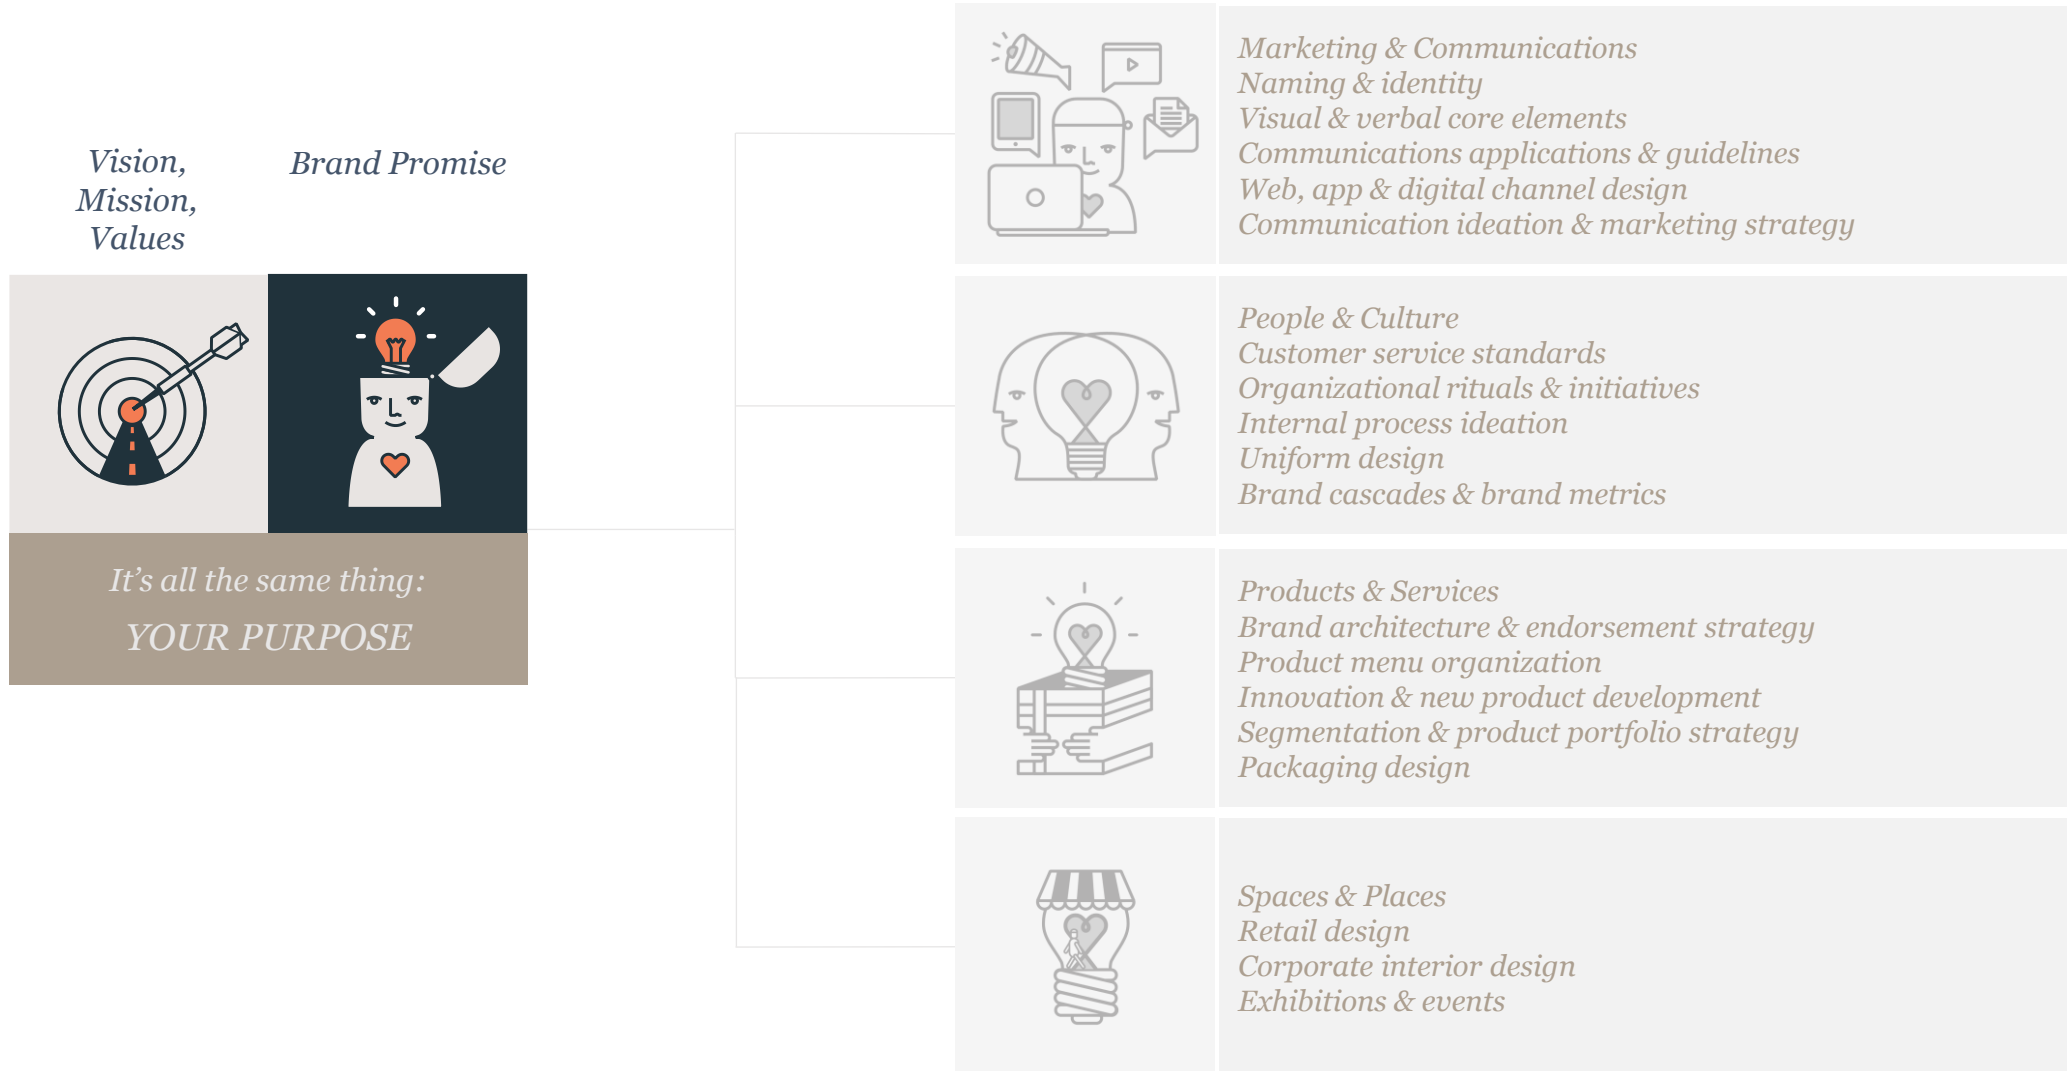 Vision,
Mission,
Values
Brand Promise
It's all the same thing:
YOUR PURPOSE
Marketing & Communications
Naming & identity
Visual & verbal core elements
Communications applications & guidelines
Web, app & digital channel design
Communication ideation & marketing strategy
People & Culture
Customer service standards
Organizational rituals & initiatives
Internal process ideation
Uniform design
Brand cascades & brand metrics
Products & Services
Brand architecture & endorsement strategy
Product menu organization
Innovation & new product development
Segmentation & product portfolio strategy
Packaging design
Spaces & Places
Retail design
Corporate interior design
Exhibitions & events